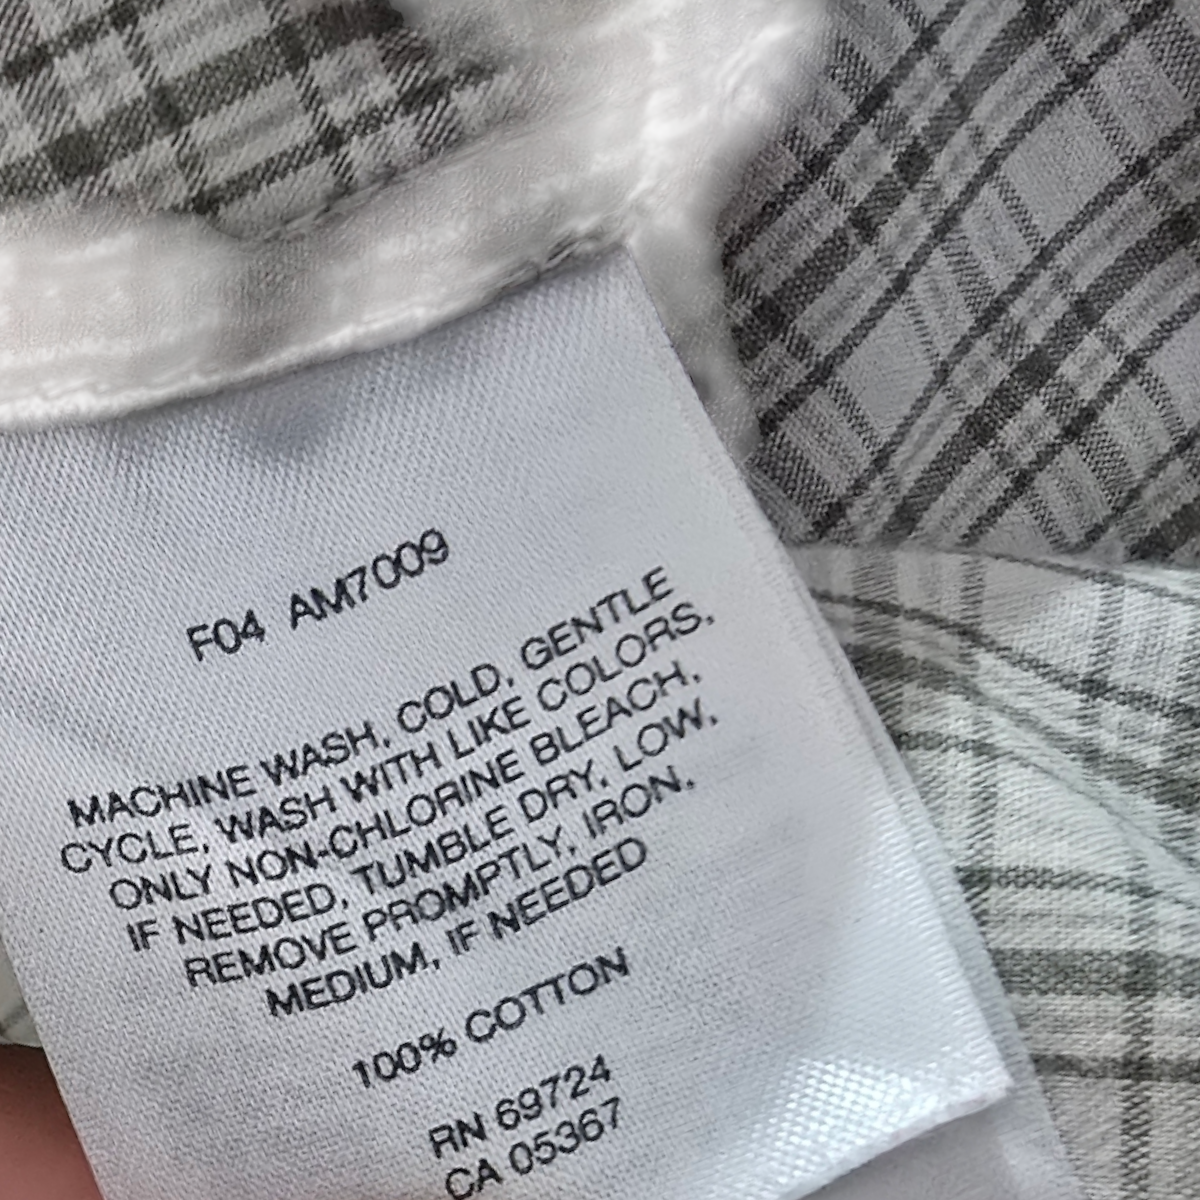 F04 AM7009
MACHINE WASH, COLD, GENTLE
CYCLE, WASH WITH LIKE COLORS,
ONLY NON-CHLORINE BLEACH,
IF NEEDED, TUMBLE DRY, LOW,
REMOVE PROMPTLY, IRON,
MEDIUM, IF NEEDED
100% COTTON
RN 69724
CA 05367